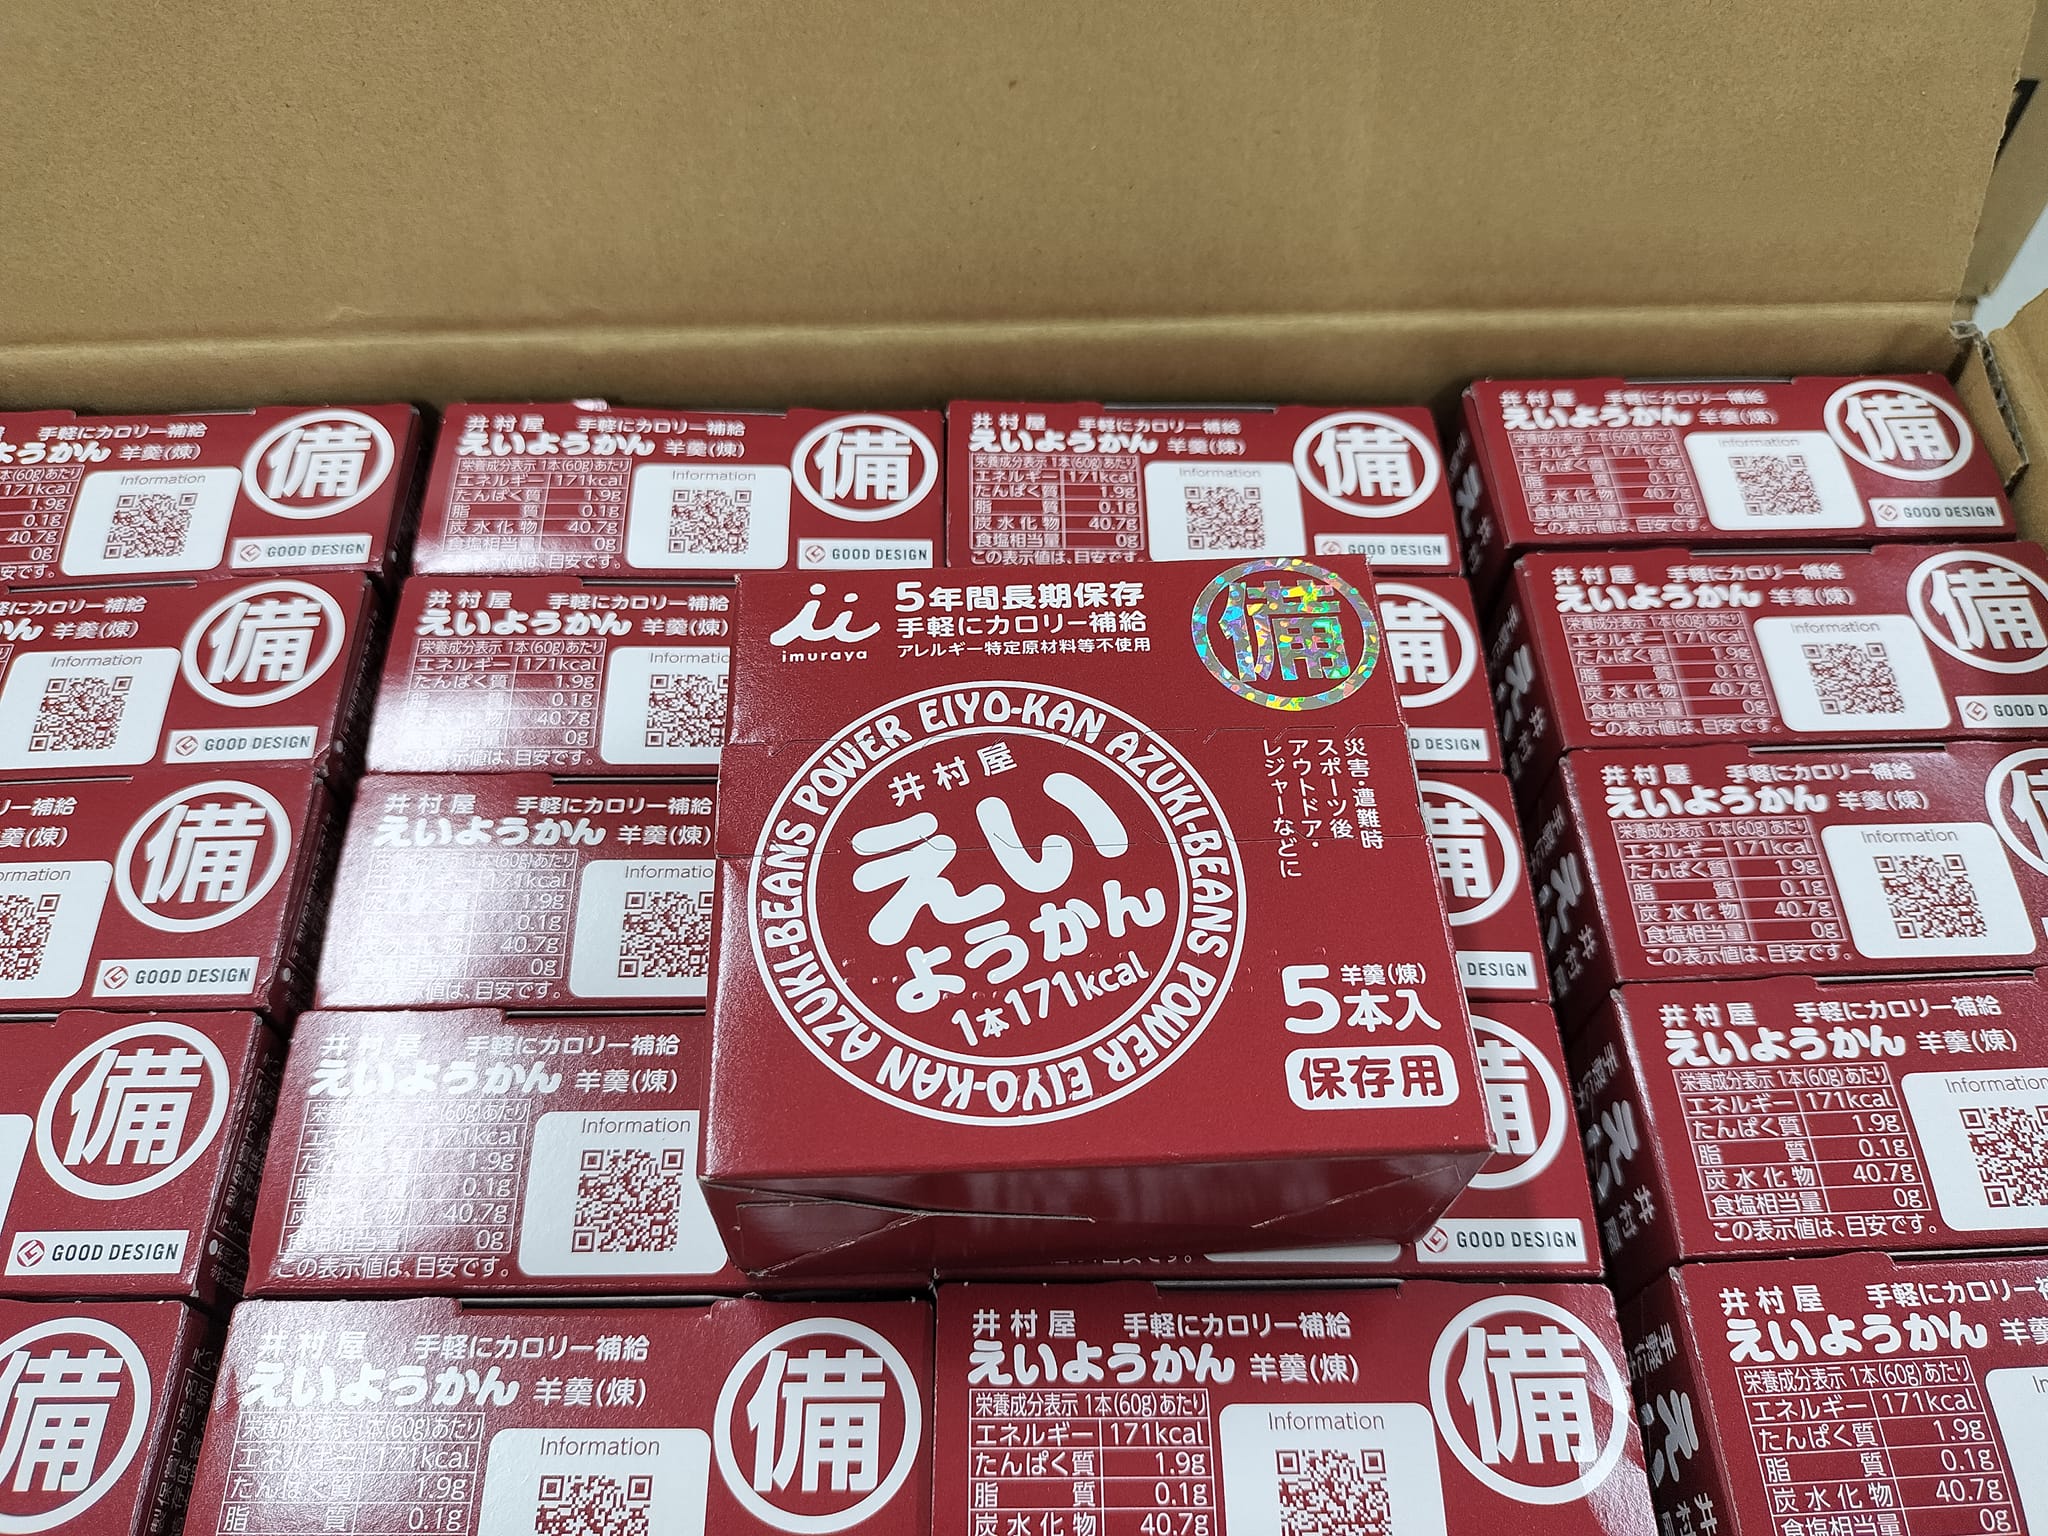 imuraya
5年間長期保存
手軽にカロリー補給
アレルギー特定原材料等不使用
備
AZUKI-BEANS POWER EIYO-KAN AZUKI-BEANS POWER EIYO-KAN
井村屋
えい
ようかん
1本171kcal
災害・遭難時
スポーツ後
アウトドア・
レジャーなどに
羊羹(煉)
5本入
保存用
井村屋 手軽にカロリー補給
えいようかん 羊羹(煉)
栄養成分表示 1本(60g)あたり
エネルギー 171kcal
たんぱく質 1.9g
脂質 0.1g
炭水化物 40.7g
食塩相当量 0g
この表示値は、目安です。
Information
備
GOOD DESIGN